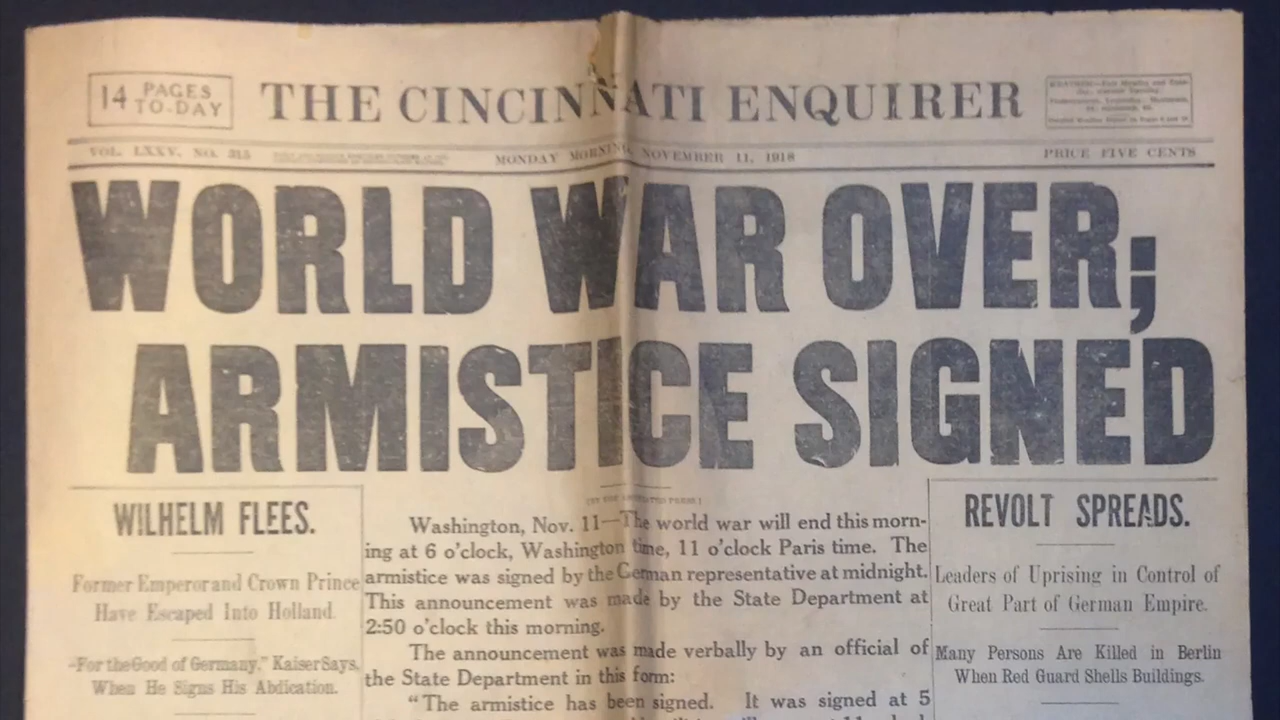 14 PAGES
TO-DAY
THE CINCINNATI ENQUIRER
VOL. LXXV. NO. 315
MONDAY MORNING, NOVEMBER 11, 1918
PRICE FIVE CENTS
WORLD WAR OVER;
ARMISTICE SIGNED
WILHELM FLEES.
Former Emperor and Crown Prince
Have Escaped Into Holland.
"For the Good of Germany," Kaiser Says,
When He Signs His Abdication.
[BY THE ASSOCIATED PRESS.]
Washington, Nov. 11—The world war will end this morn-
ing at 6 o'clock, Washington time, 11 o'clock Paris time. The
armistice was signed by the German representative at midnight.
This announcement was made by the State Department at
2:50 o'clock this morning.
The announcement was made verbally by an official of
the State Department in this form:
"The armistice has been signed. It was signed at 5
REVOLT SPREADS.
Leaders of Uprising in Control of
Great Part of German Empire.
Many Persons Are Killed in Berlin
When Red Guard Shells Buildings.